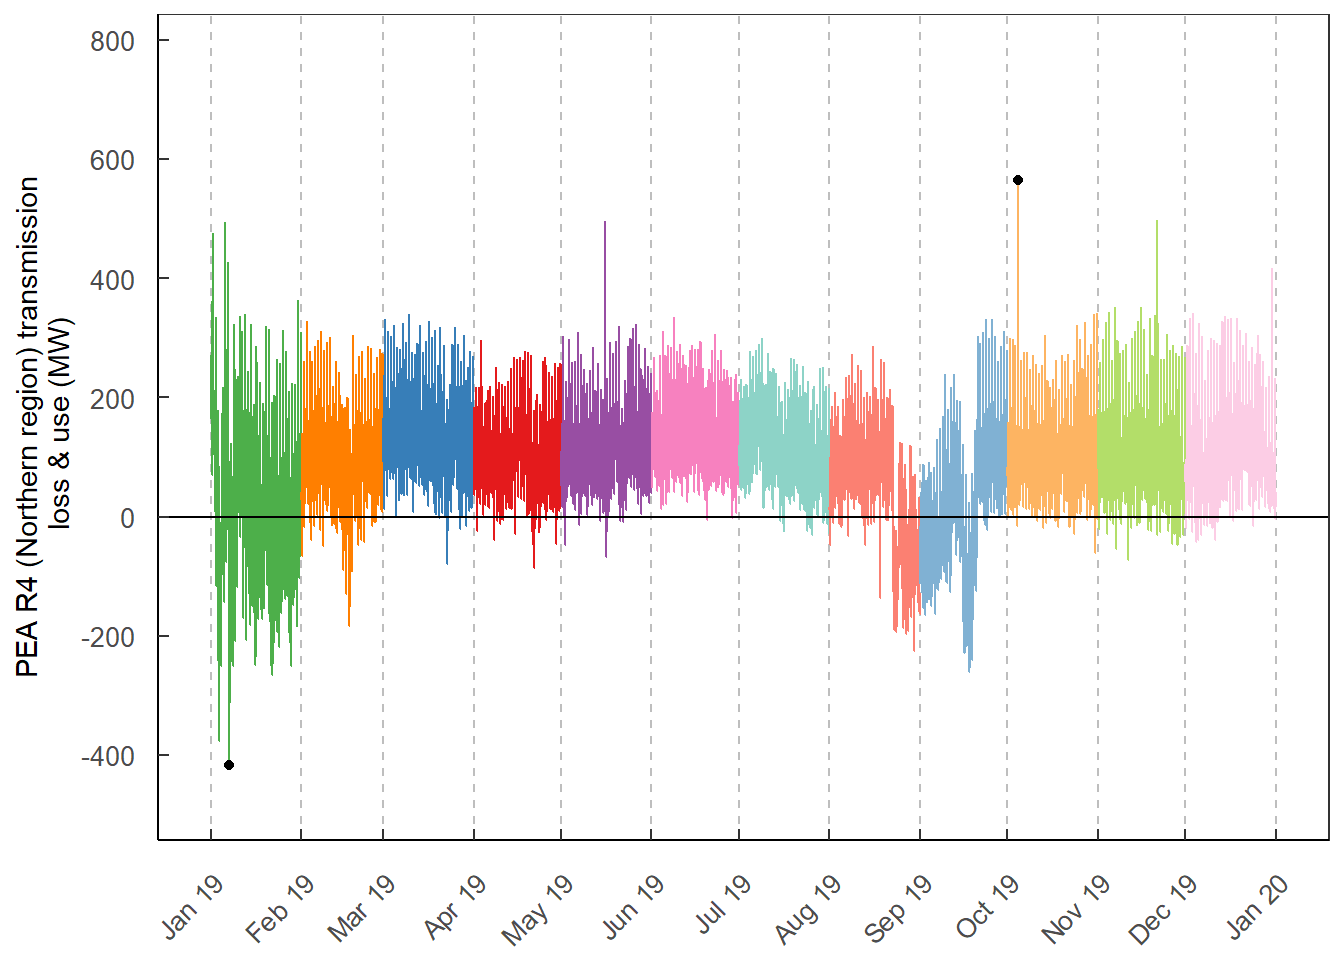 PEA R4 (Northen region) transmission
loss & use (MW)
800
600
400
200
0
-200
-400
Jan 19
Feb 19
Mar 19
Apr 19
May 19
Jun 19
Jul 19
Aug 19
Sep 19
Oct 19
Nov 19
Dec 19
Jan 20